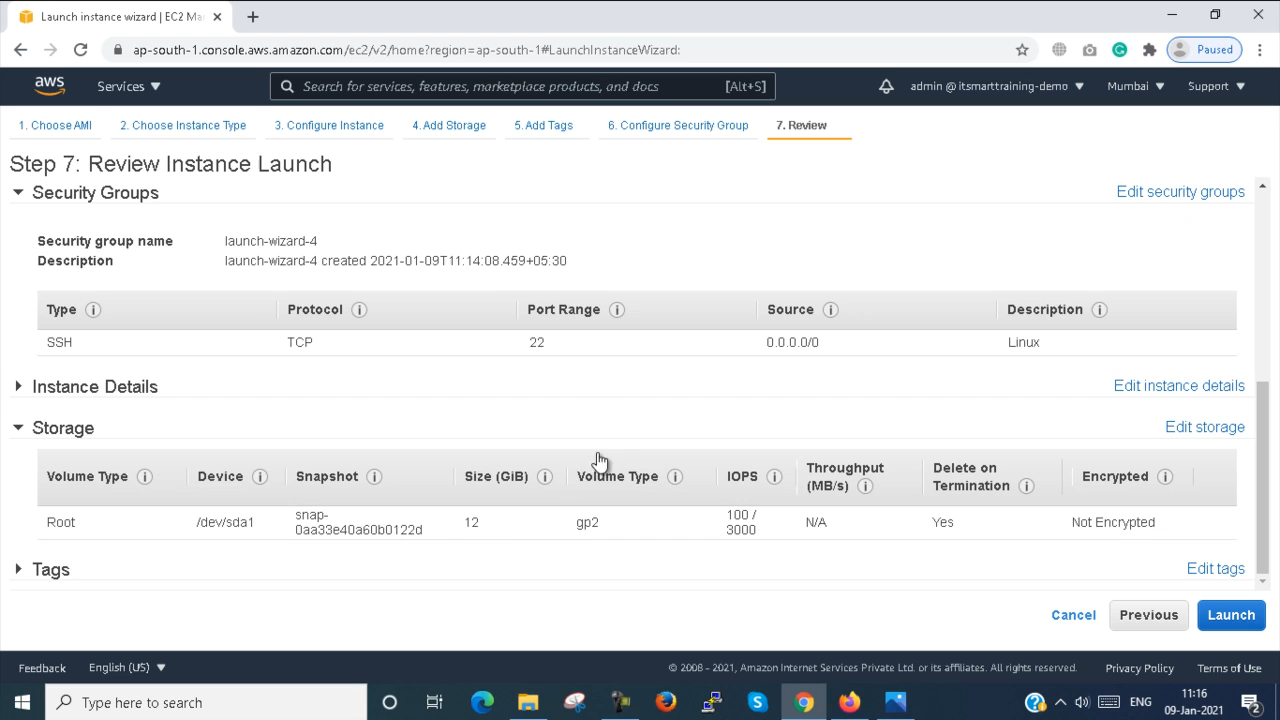 Launch instance wizard | EC2 Ma
ap-south-1.console.aws.amazon.com/ec2/v2/home?region=ap-south-1#LaunchInstanceWizard:
Paused
aws
Services
Search for services, features, marketplace products, and docs
[Alt+S]
admin @ itsmarttraining-demo
Mumbai
Support
1. Choose AMI
2. Choose Instance Type
3. Configure Instance
4. Add Storage
5. Add Tags
6. Configure Security Group
7. Review
Step 7: Review Instance Launch
Security Groups
Edit security groups
Security group name launch-wizard-4
Description launch-wizard-4 created 2021-01-09T11:14:08.459+05:30
Type Protocol Port Range Source Description
SSH TCP 22 0.0.0.0/0 Linux
Instance Details
Edit instance details
Storage
Edit storage
Volume Type Device Snapshot Size (GiB) Volume Type IOPS Throughput (MB/s) Delete on Termination Encrypted
Root /dev/sda1 snap-0aa33e40a60b0122d 12 gp2 100 / 3000 N/A Yes Not Encrypted
Tags
Edit tags
Cancel
Previous
Launch
Feedback
English (US)
© 2008 - 2021, Amazon Internet Services Private Ltd. or its affiliates. All rights reserved.
Privacy Policy
Terms of Use
Type here to search
ENG
11:16
09-Jan-2021
2